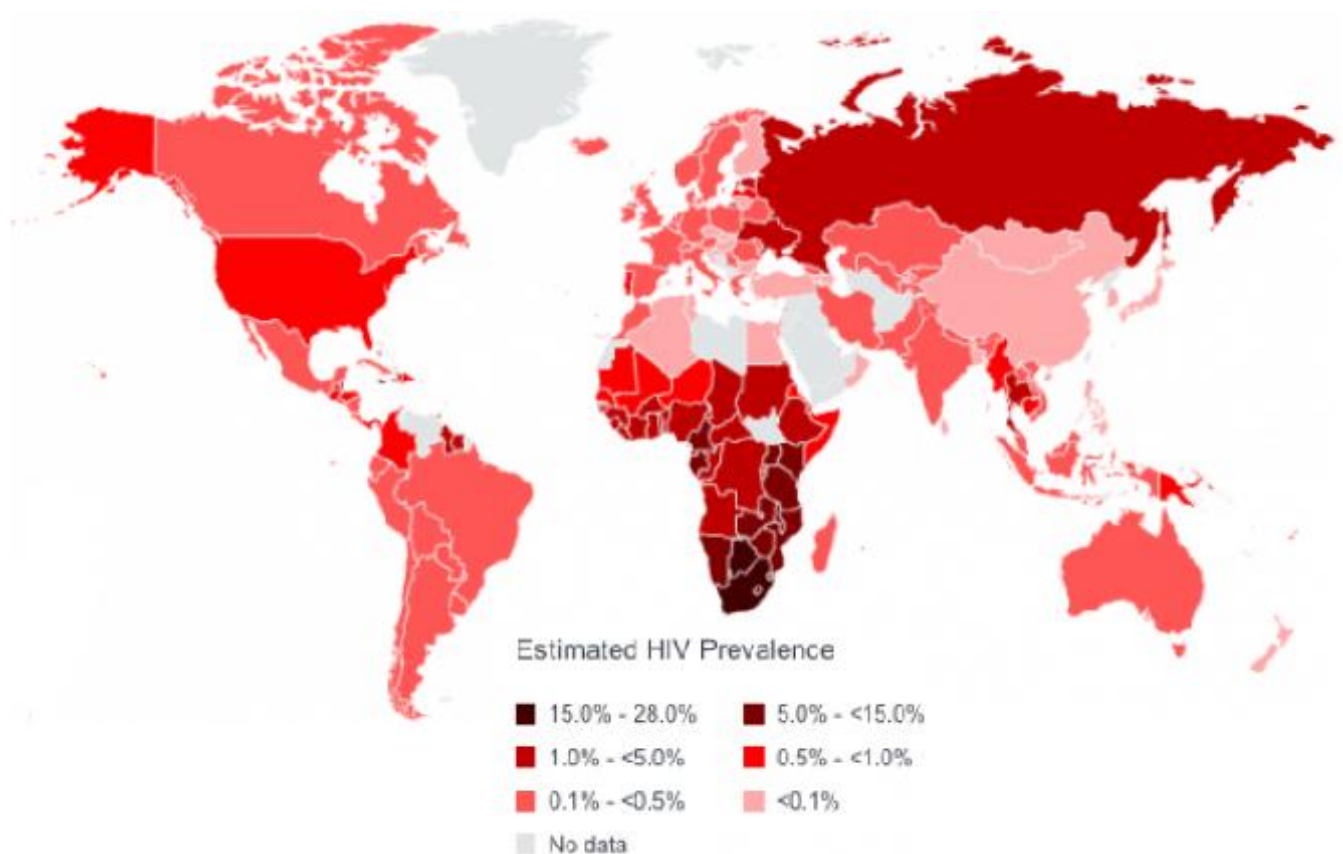 Estimated HIV Prevalence
15.0% - 28.0% 5.0% - <15.0%
1.0% - <5.0% 0.5% - <1.0%
0.1% - <0.5% <0.1%
No data